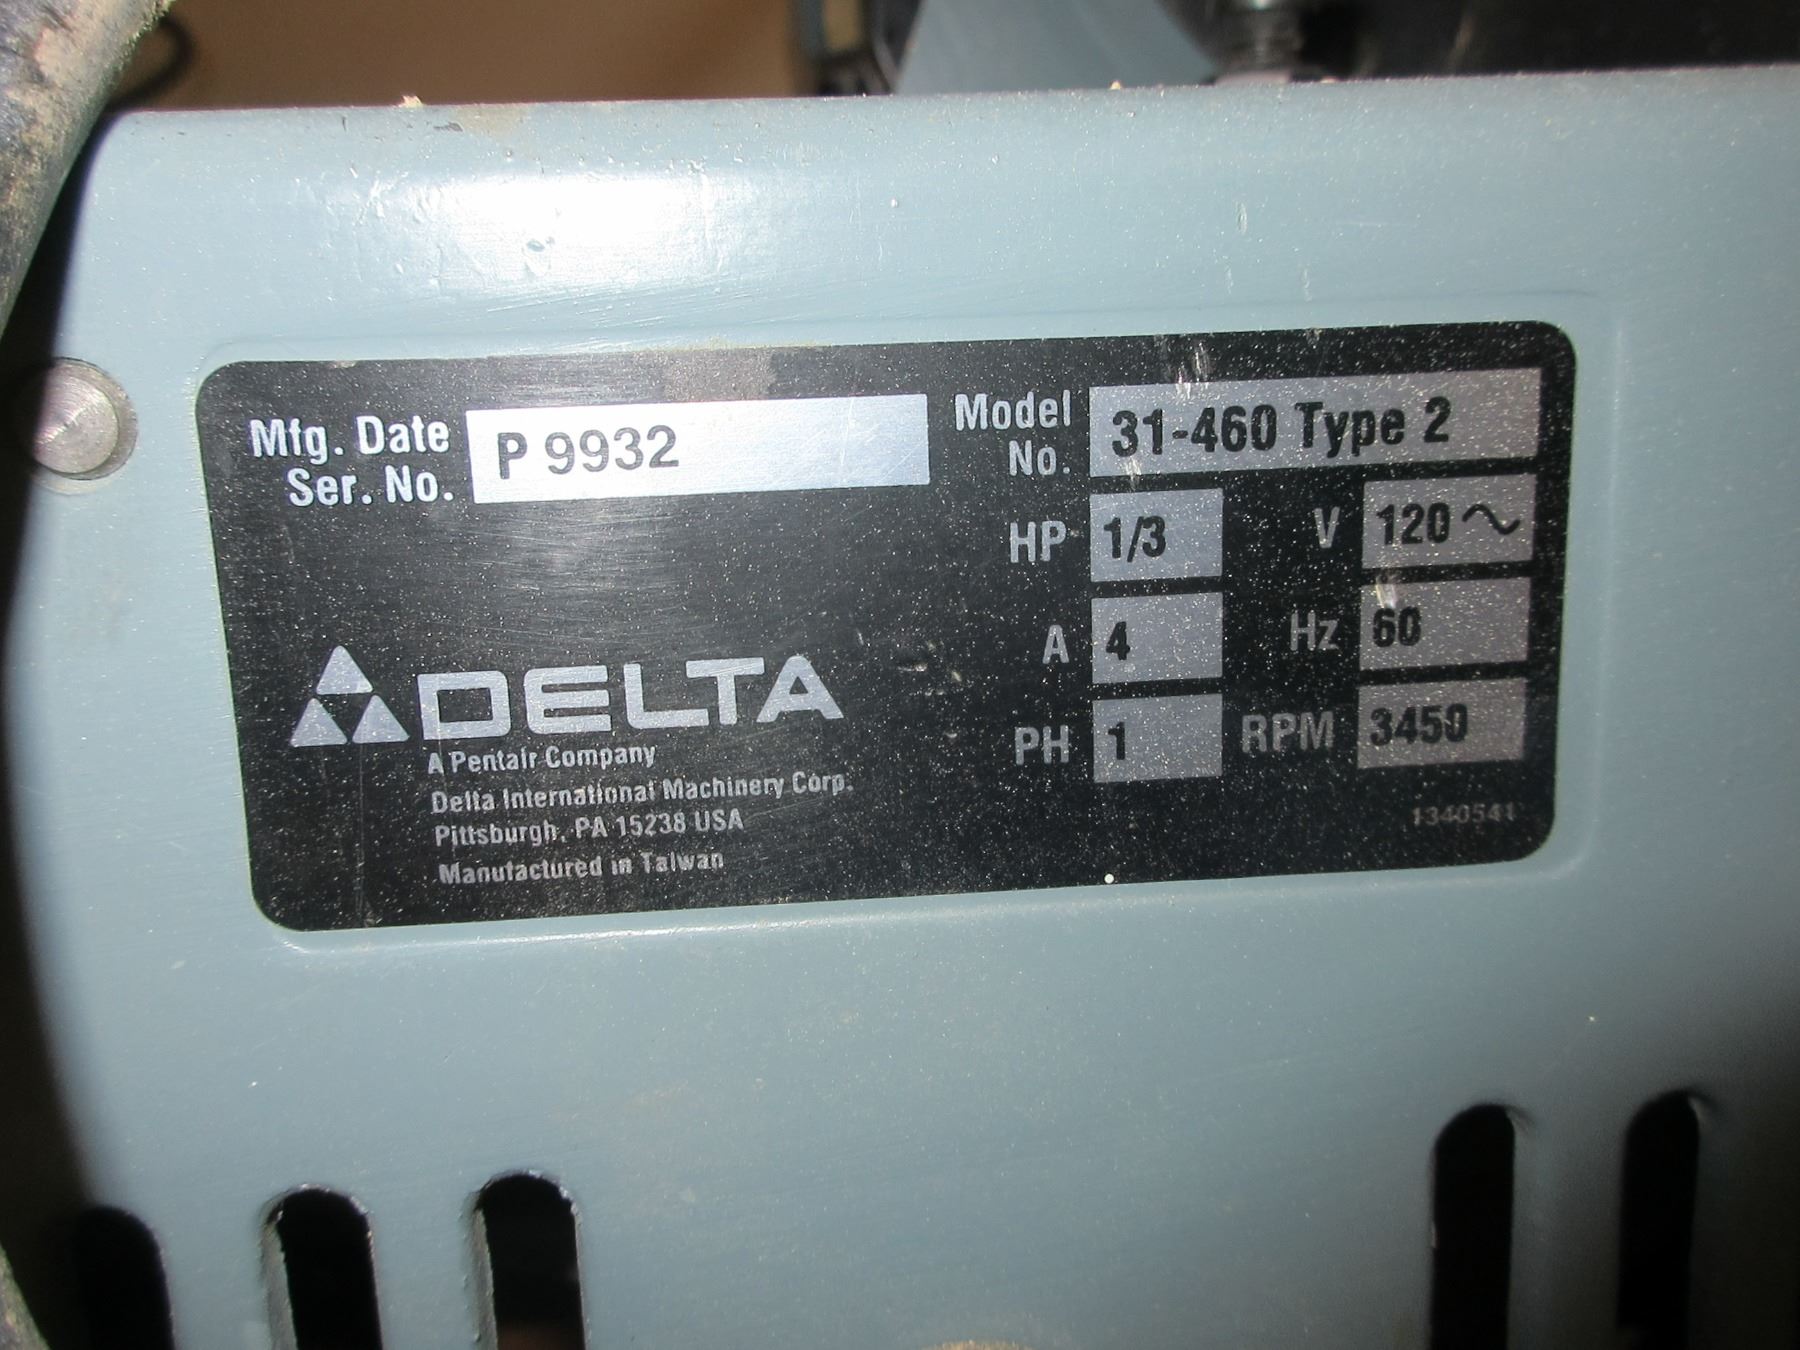 Mfg. Date
Ser. No.
P 9932
Model
No.
31-460 Type 2
HP 1/3
V 120 ~
A 4
Hz 60
PH 1
RPM 3450
DELTA
A Pentair Company
Delta International Machinery Corp.
Pittsburgh, PA 15238 USA
Manufactured in Taiwan
1340541